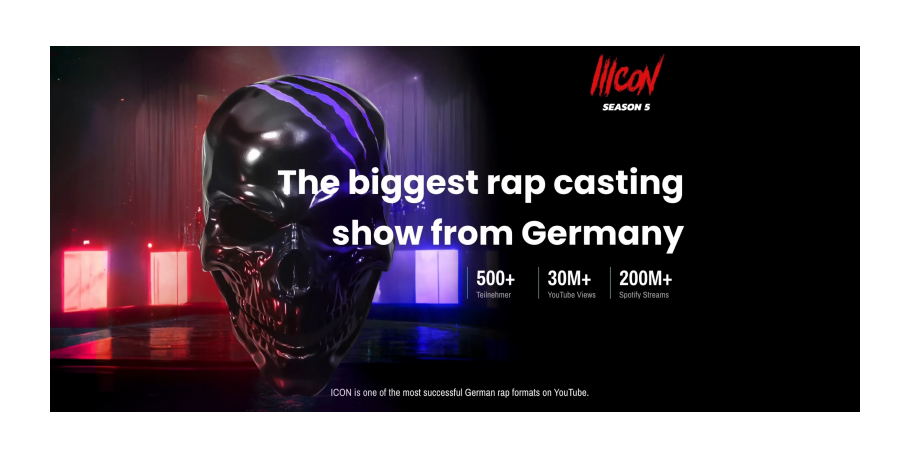 ICON
SEASON 5
The biggest rap casting
show from Germany
500+
Teilnehmer
30M+
YouTube Views
200M+
Spotify Streams
ICON is one of the most successful German rap formats on YouTube.